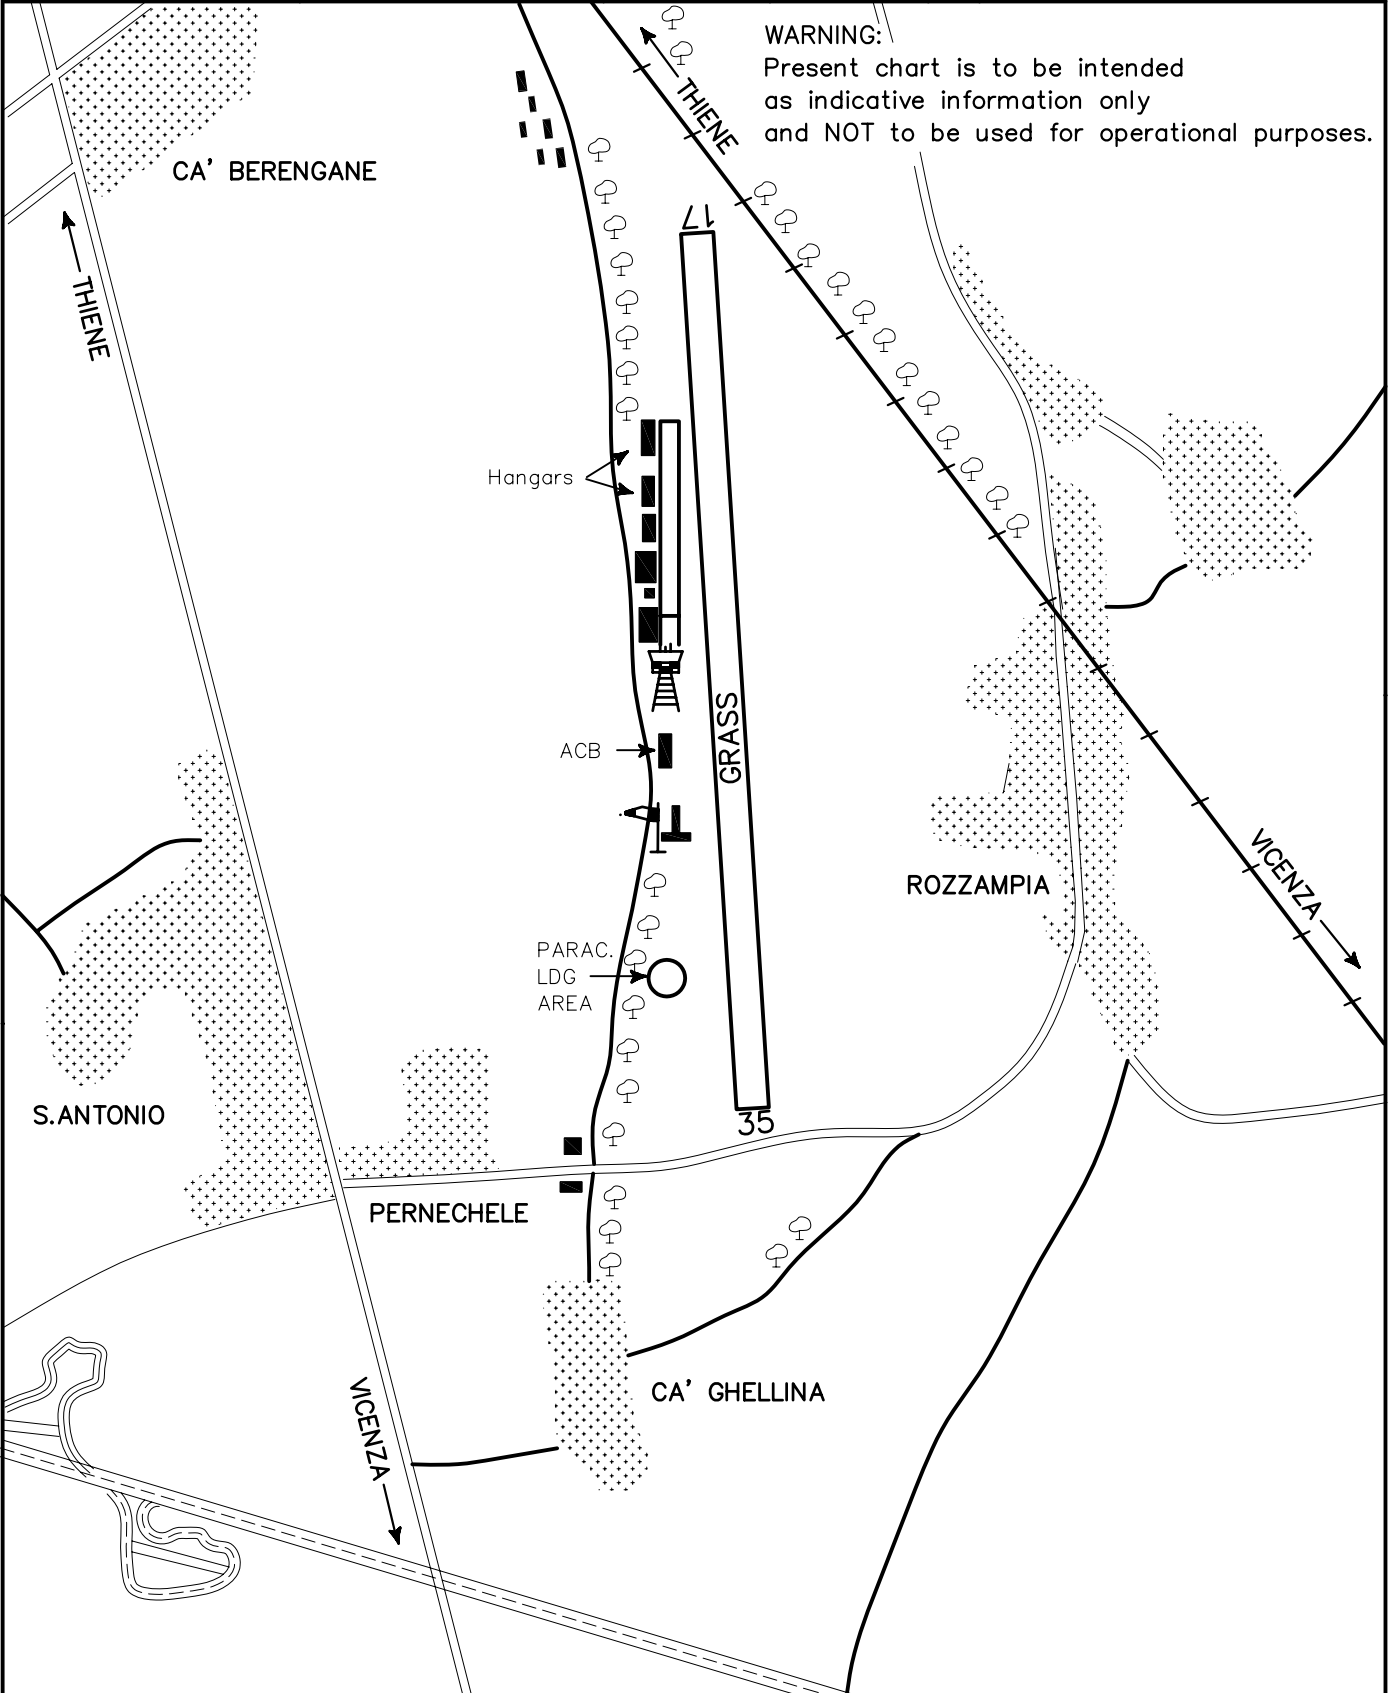 WARNING:
Present chart is to be intended
as indicative information only
and NOT to be used for operational purposes.
THIENE
CA' BERENGANE
17
THIENE
Hangars
GRASS
ACB
VICENZA
ROZZAMPIA
PARAC.
LDG
AREA
S.ANTONIO
35
PERNECHELE
CA' GHELLINA
VICENZA